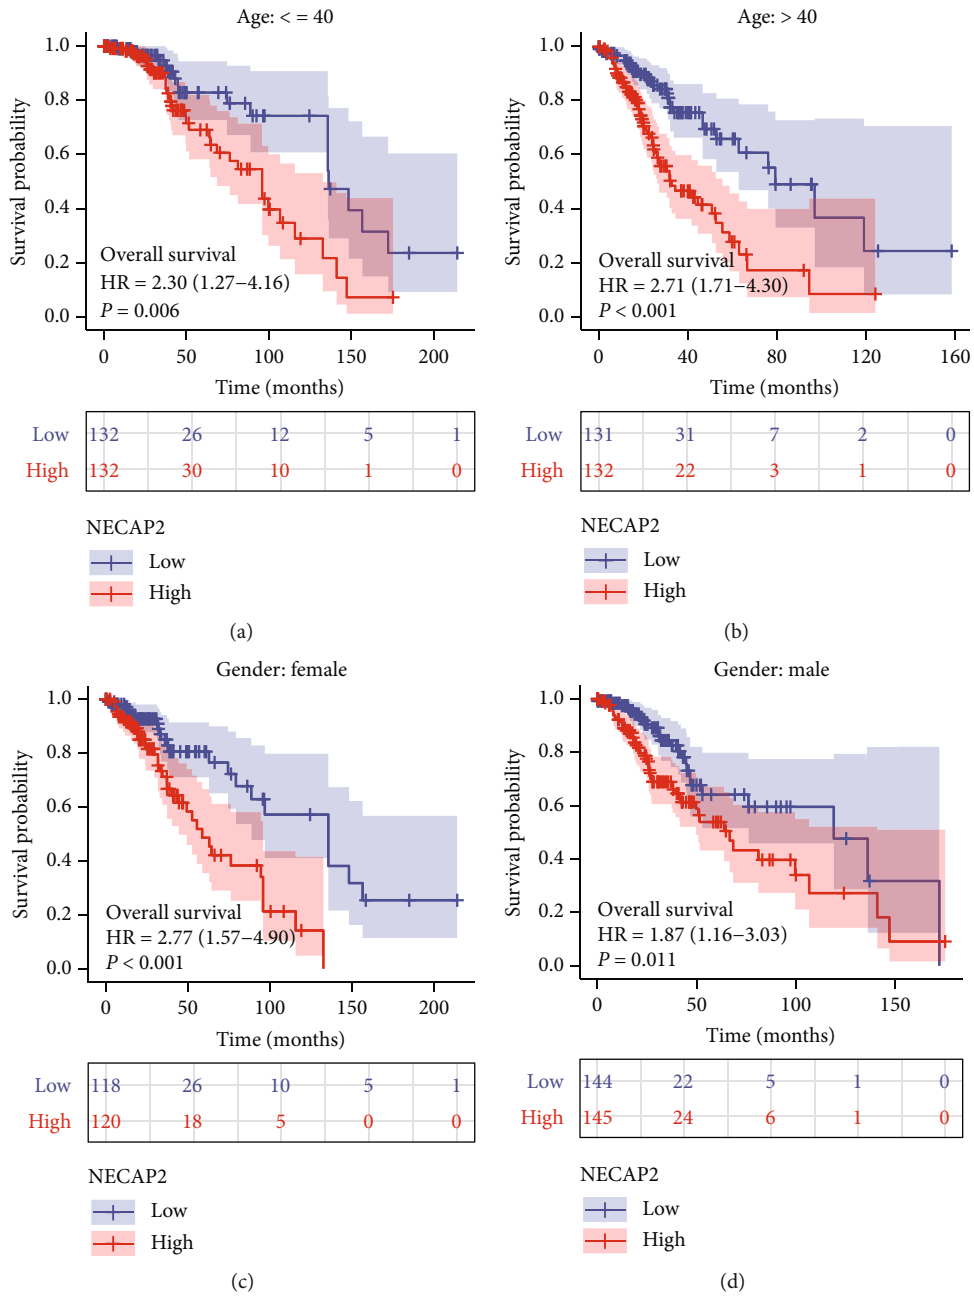 Age: < = 40
Survival probability
1.0
0.8
0.6
0.4
0.2
0.0
Overall survival
HR = 2.30 (1.27–4.16)
P = 0.006
0 50 100 150 200
Time (months)
Low 132 26 12 5 1
High 132 30 10 1 0
NECAP2
Low
High
(a)
Age: > 40
Survival probability
1.0
0.8
0.6
0.4
0.2
0.0
Overall survival
HR = 2.71 (1.71–4.30)
P < 0.001
0 40 80 120 160
Time (months)
Low 131 31 7 2 0
High 132 22 3 1 0
NECAP2
Low
High
(b)
Gender: female
Survival probability
1.0
0.8
0.6
0.4
0.2
0.0
Overall survival
HR = 2.77 (1.57–4.90)
P < 0.001
0 50 100 150 200
Time (months)
Low 118 26 10 5 1
High 120 18 5 0 0
NECAP2
Low
High
(c)
Gender: male
Survival probability
1.0
0.8
0.6
0.4
0.2
0.0
Overall survival
HR = 1.87 (1.16–3.03)
P = 0.011
0 50 100 150
Time (months)
Low 144 22 5 1 0
High 145 24 6 1 0
NECAP2
Low
High
(d)